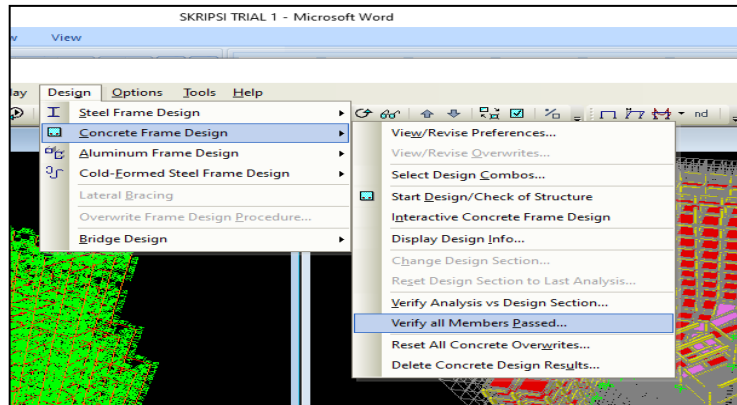 SKRIPSI TRIAL 1 - Microsoft Word
View
Design Options Tools Help
nd
Steel Frame Design
Concrete Frame Design
Aluminum Frame Design
Cold-Formed Steel Frame Design
Lateral Bracing
Overwrite Frame Design Procedure...
Bridge Design
View/Revise Preferences...
View/Revise Overwrites...
Select Design Combos...
Start Design/Check of Structure
Interactive Concrete Frame Design
Display Design Info...
Change Design Section...
Reset Design Section to Last Analysis...
Verify Analysis vs Design Section...
Verify all Members Passed...
Reset All Concrete Overwrites...
Delete Concrete Design Results...